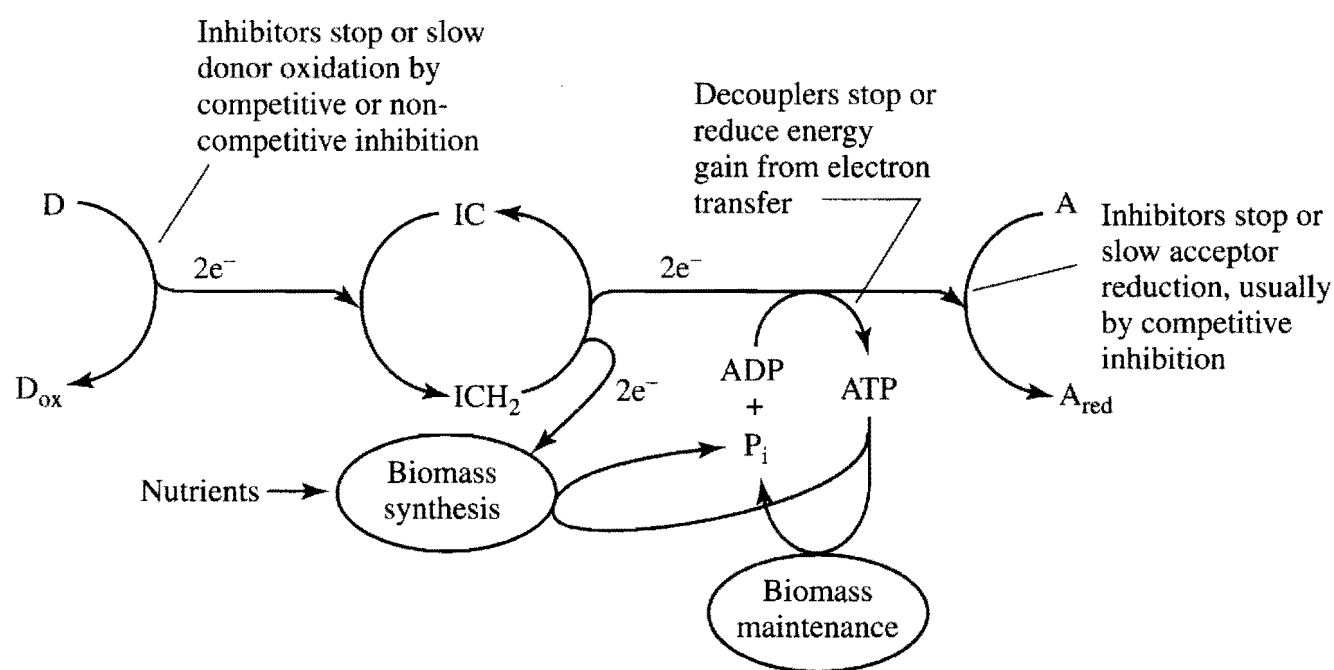 Inhibitors stop or slow
donor oxidation by
competitive or non-
competitive inhibition
Decouplers stop or
reduce energy
gain from electron
transfer
D
IC
A
Inhibitors stop or
slow acceptor
reduction, usually
by competitive
inhibition
2e⁻
2e⁻
D_ox
ICH₂
2e⁻
ADP
+
P_i
ATP
A_red
Nutrients
Biomass
synthesis
Biomass
maintenance